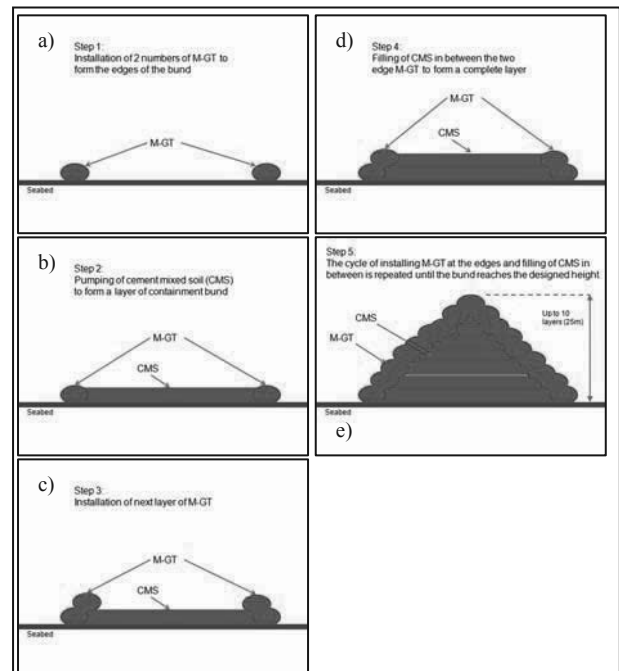 a)
Step 1:
Installation of 2 numbers of M-GT to
form the edges of the bund
M-GT
Seabed
b)
Step 2:
Pumping of cement mixed soil (CMS)
to form a layer of containment bund
M-GT
CMS
Seabed
c)
Step 3:
Installation of next layer of M-GT
M-GT
CMS
Seabed
d)
Step 4:
Filling of CMS in between the two
edge M-GT to form a complete layer
M-GT
CMS
Seabed
Step 5:
The cycle of installing M-GT at the edges and filling of CMS in
between is repeated until the bund reaches the designed height
CMS
M-GT
Up to 10
layers (25m)
Seabed
e)